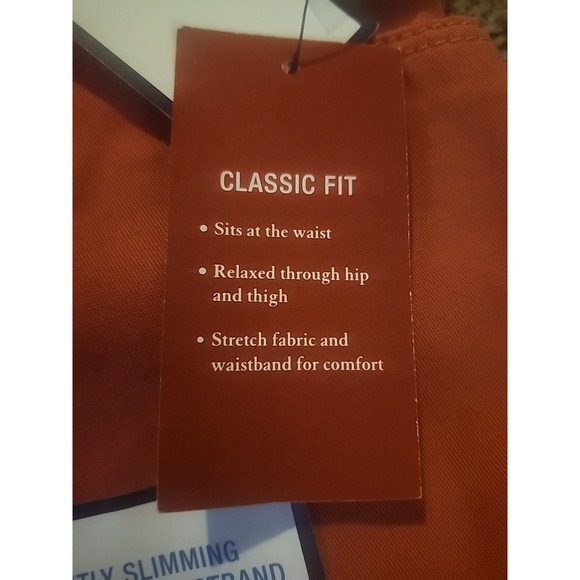 CLASSIC FIT
• Sits at the waist
• Relaxed through hip
and thigh
• Stretch fabric and
waistband for comfort
SLIMMING